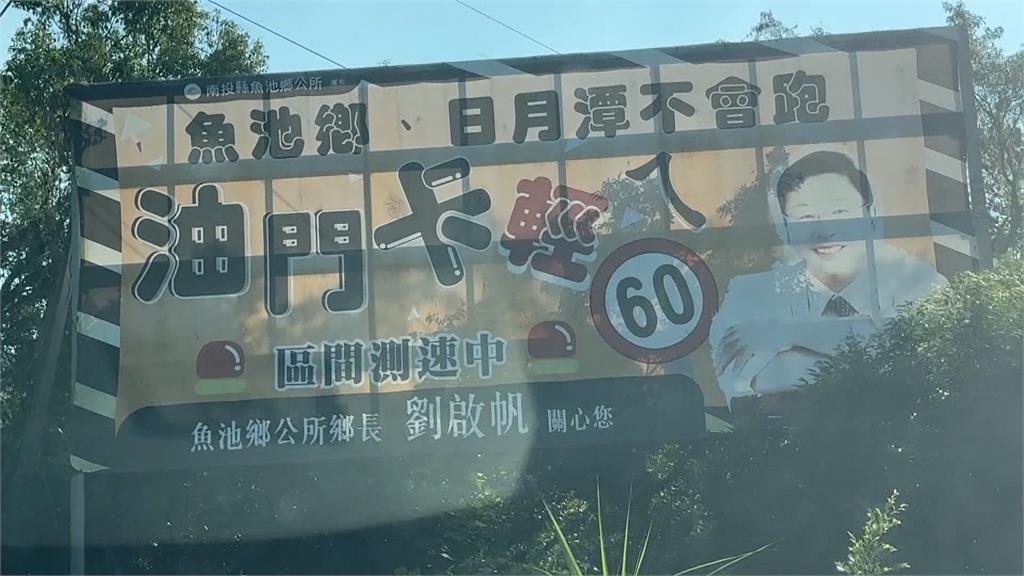 南投縣魚池鄉公所
魚池鄉、日月潭不會跑
油門卡輕ㄟ
60
區間測速中
魚池鄉公所鄉長 劉啟帆 關心您